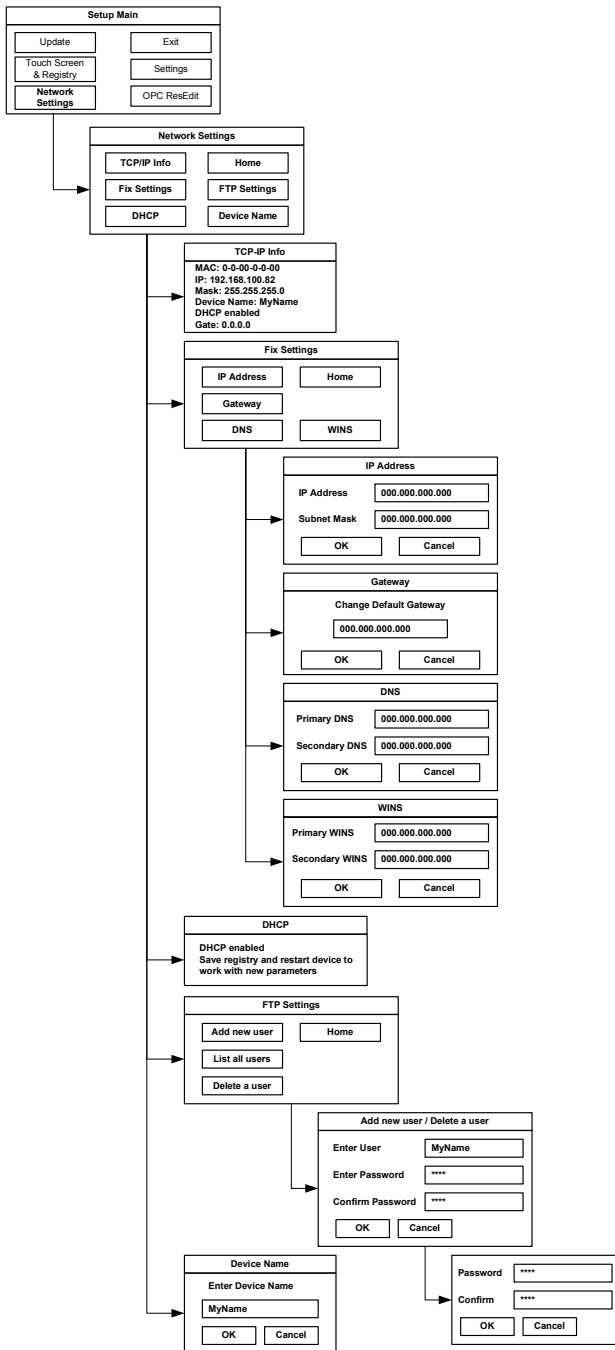 Setup Main
Update
Exit
Touch Screen
& Registry
Settings
Network
Settings
OPC ResEdit
Network Settings
TCP/IP Info
Home
Fix Settings
FTP Settings
DHCP
Device Name
TCP-IP Info
MAC: 0-0-00-0-0-00
IP: 192.168.100.82
Mask: 255.255.255.0
Device Name: MyName
DHCP enabled
Gate: 0.0.0.0
Fix Settings
IP Address
Home
Gateway
DNS
WINS
IP Address
IP Address
000.000.000.000
Subnet Mask
000.000.000.000
OK
Cancel
Gateway
Change Default Gateway
000.000.000.000
OK
Cancel
DNS
Primary DNS
000.000.000.000
Secondary DNS
000.000.000.000
OK
Cancel
WINS
Primary WINS
000.000.000.000
Secondary WINS
000.000.000.000
OK
Cancel
DHCP
DHCP enabled
Save registry and restart device to
work with new parameters
FTP Settings
Add new user
Home
List all users
Delete a user
Add new user / Delete a user
Enter User
MyName
Enter Password
****
Confirm Password
****
OK
Cancel
Device Name
Enter Device Name
MyName
OK
Cancel
Password
****
Confirm
****
OK
Cancel